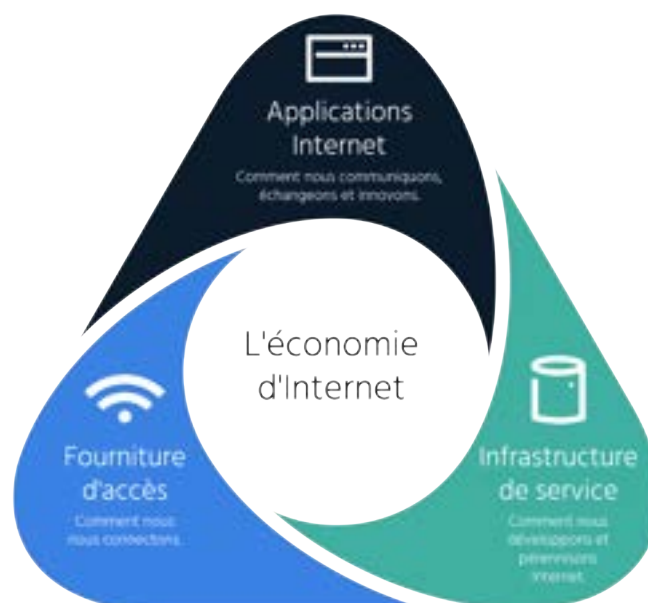 Applications
Internet
Comment nous communiquons,
échangeons et innovons.
L'économie
d'Internet
Fourniture
d'accès
Comment nous
nous connectons.
Infrastructure
de service
Comment nous
développons et
pérennisons
Internet.